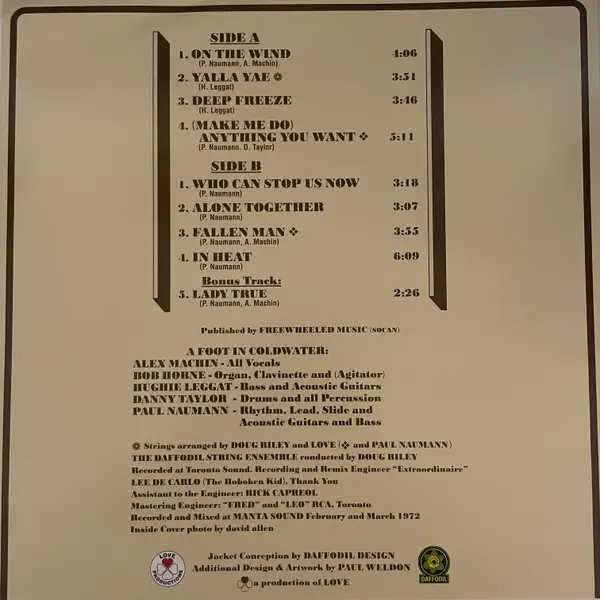 SIDE A
1. ON THE WIND 4:06
(P. Naumann, A. Machin)
2. YALLA YAE ❁ 3:51
(H. Leggat)
3. DEEP FREEZE 3:46
(H. Leggat)
4. (MAKE ME DO)
ANYTHING YOU WANT ❖ 5:11
(P. Naumann. D. Taylor)
SIDE B
1. WHO CAN STOP US NOW 3:18
(P. Naumann)
2. ALONE TOGETHER 3:07
(P. Naumann)
3. FALLEN MAN ❖ 3:55
(P. Naumann, A. Machin)
4. IN HEAT 6:09
(P. Naumann)
Bonus Track:
5. LADY TRUE 2:26
(P. Naumann, A. Machin)
Published by FREEWHEELED MUSIC (SOCAN)
A FOOT IN COLDWATER:
ALEX MACHIN - All Vocals
BOB HORNE - Organ, Clavinette and (Agitator)
HUGHIE LEGGAT - Bass and Acoustic Guitars
DANNY TAYLOR - Drums and all Percussion
PAUL NAUMANN - Rhythm, Lead, Slide and
Acoustic Guitars and Bass
❁ Strings arranged by DOUG RILEY and LOVE (❖ and PAUL NAUMANN)
THE DAFFODIL STRING ENSEMBLE conducted by DOUG RILEY
Recorded at Toronto Sound. Recording and Remix Engineer "Extraordinaire"
LEE DE CARLO (The Hoboken Kid). Thank You
Assistant to the Engineer: RICK CAPREOL
Mastering Engineer: "FRED" and "LEO" RCA, Toronto
Recorded and Mixed at MANTA SOUND February and March 1972
Inside Cover photo by david allen
Jacket Conception by DAFFODIL DESIGN
Additional Design & Artwork by PAUL WELDON
a production of LOVE
LOVE PRODUCTIONS
DAFFODIL